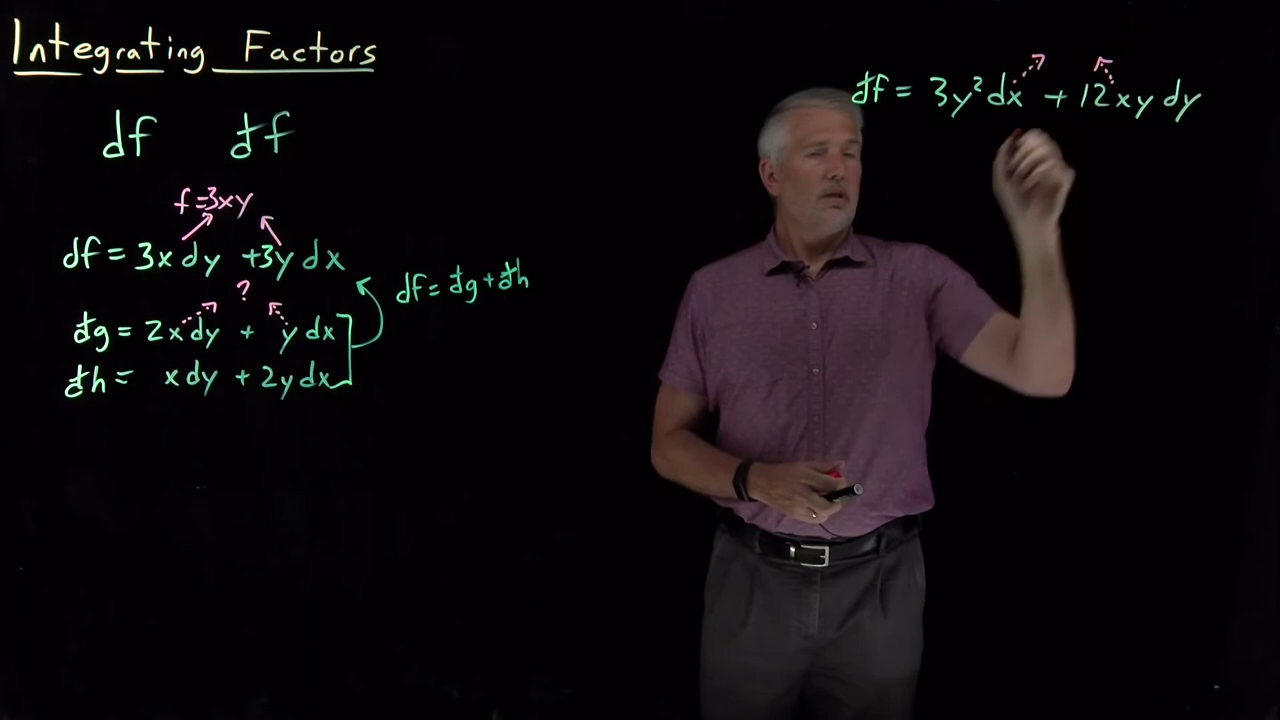 Integrating Factors
df đf
f=3xy
df = 3x dy + 3y dx
?
df = đg + đh
đg = 2x dy + y dx
đh = x dy + 2y dx
đf = 3y² dx + 12xy dy